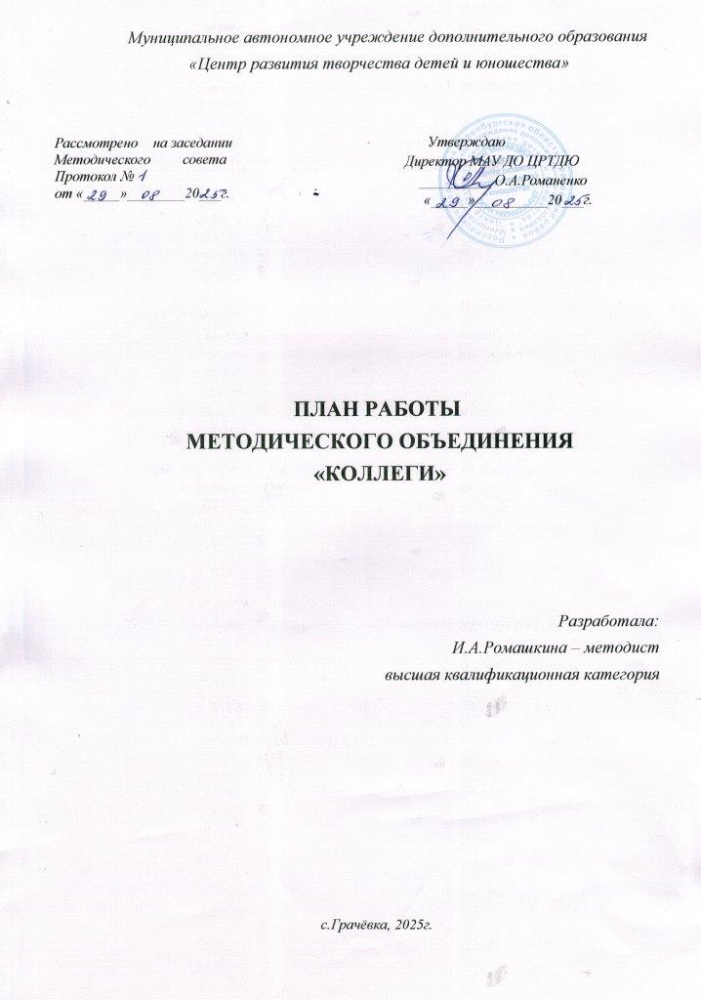 Муниципальное автономное учреждение дополнительного образования
«Центр развития творчества детей и юношества»
Рассмотрено на заседании
Методического совета
Протокол № 1
от «29» 08 2025г.
Утверждаю
Директор МАУ ДО ЦРТДЮ
О.А.Романенко
«29» 08 2025г.
ПЛАН РАБОТЫ
МЕТОДИЧЕСКОГО ОБЪЕДИНЕНИЯ
«КОЛЛЕГИ»
Разработала:
И.А.Ромашкина – методист
высшая квалификационная категория
с.Грачёвка, 2025г.